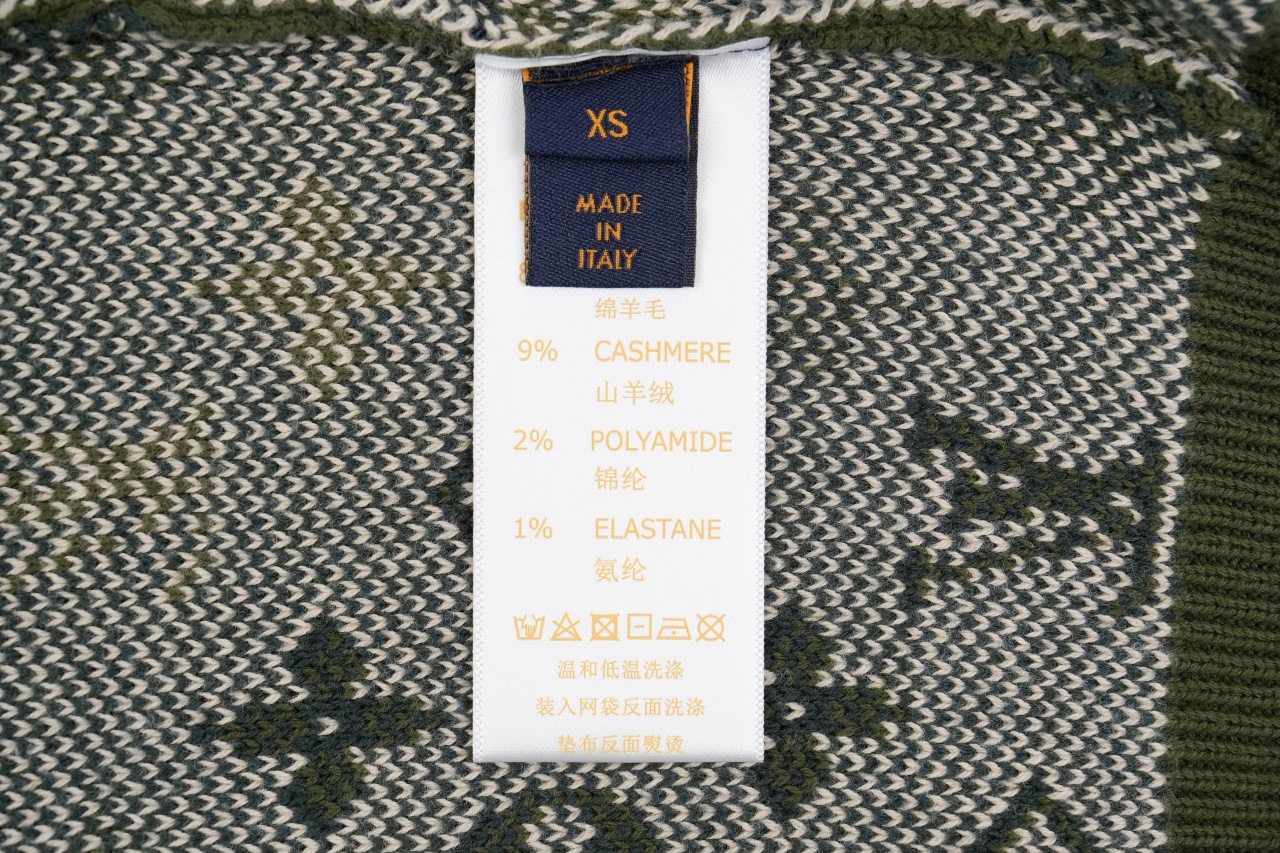 XS
MADE
IN
ITALY
绵羊毛
9% CASHMERE
山羊绒
2% POLYAMIDE
锦纶
1% ELASTANE
氨纶
温和低温洗涤
装入网袋反面洗涤
垫布反面熨烫